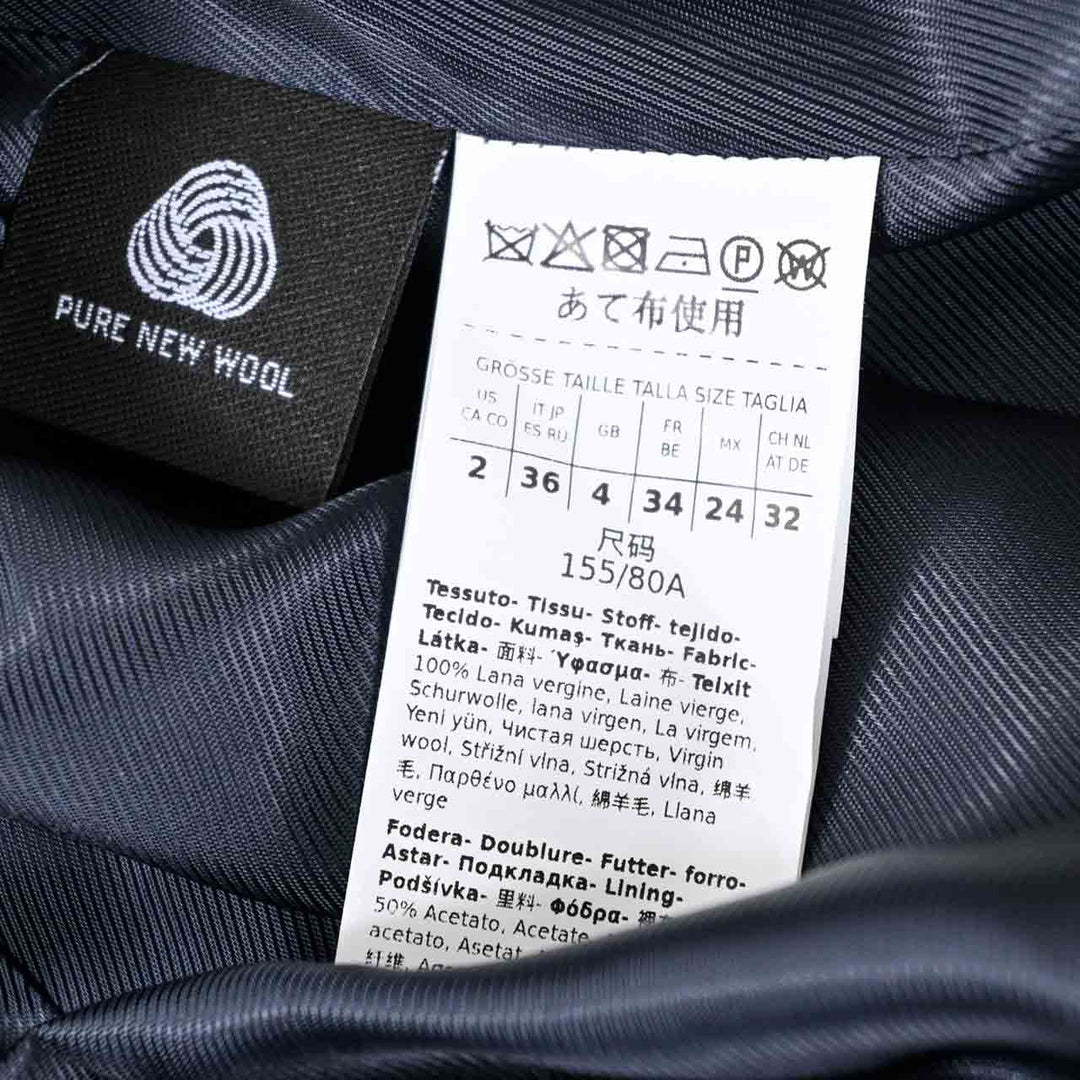 PURE NEW WOOL
P W
あて布使用
GRÖSSE TAILLE TALLA SIZE TAGLIA
US IT JP GB FR MX CH NL
CA CO ES RU BE AT DE
2 36 4 34 24 32
尺码
155/80A
Tessuto- Tissu- Stoff- tejido-
Tecido- Kumaş- Ткань- Fabric-
Látka- 面料- Ύφασμα- 布- Teixit
100% Lana vergine, Laine vierge,
Schurwolle, lana virgen, La virgem,
Yeni yün, Чистая шерсть, Virgin
wool, Střižní vlna, Strižná vlna, 绵羊
毛, Παρθένο μαλλί, 綿羊毛, Llana
verge
Fodera- Doublure- Futter- forro-
Astar- Подкладка- Lining-
Podšívka- 里料- Φόδρα-
50% Acetato, Acetate
acetato, Asetat,
纤维,